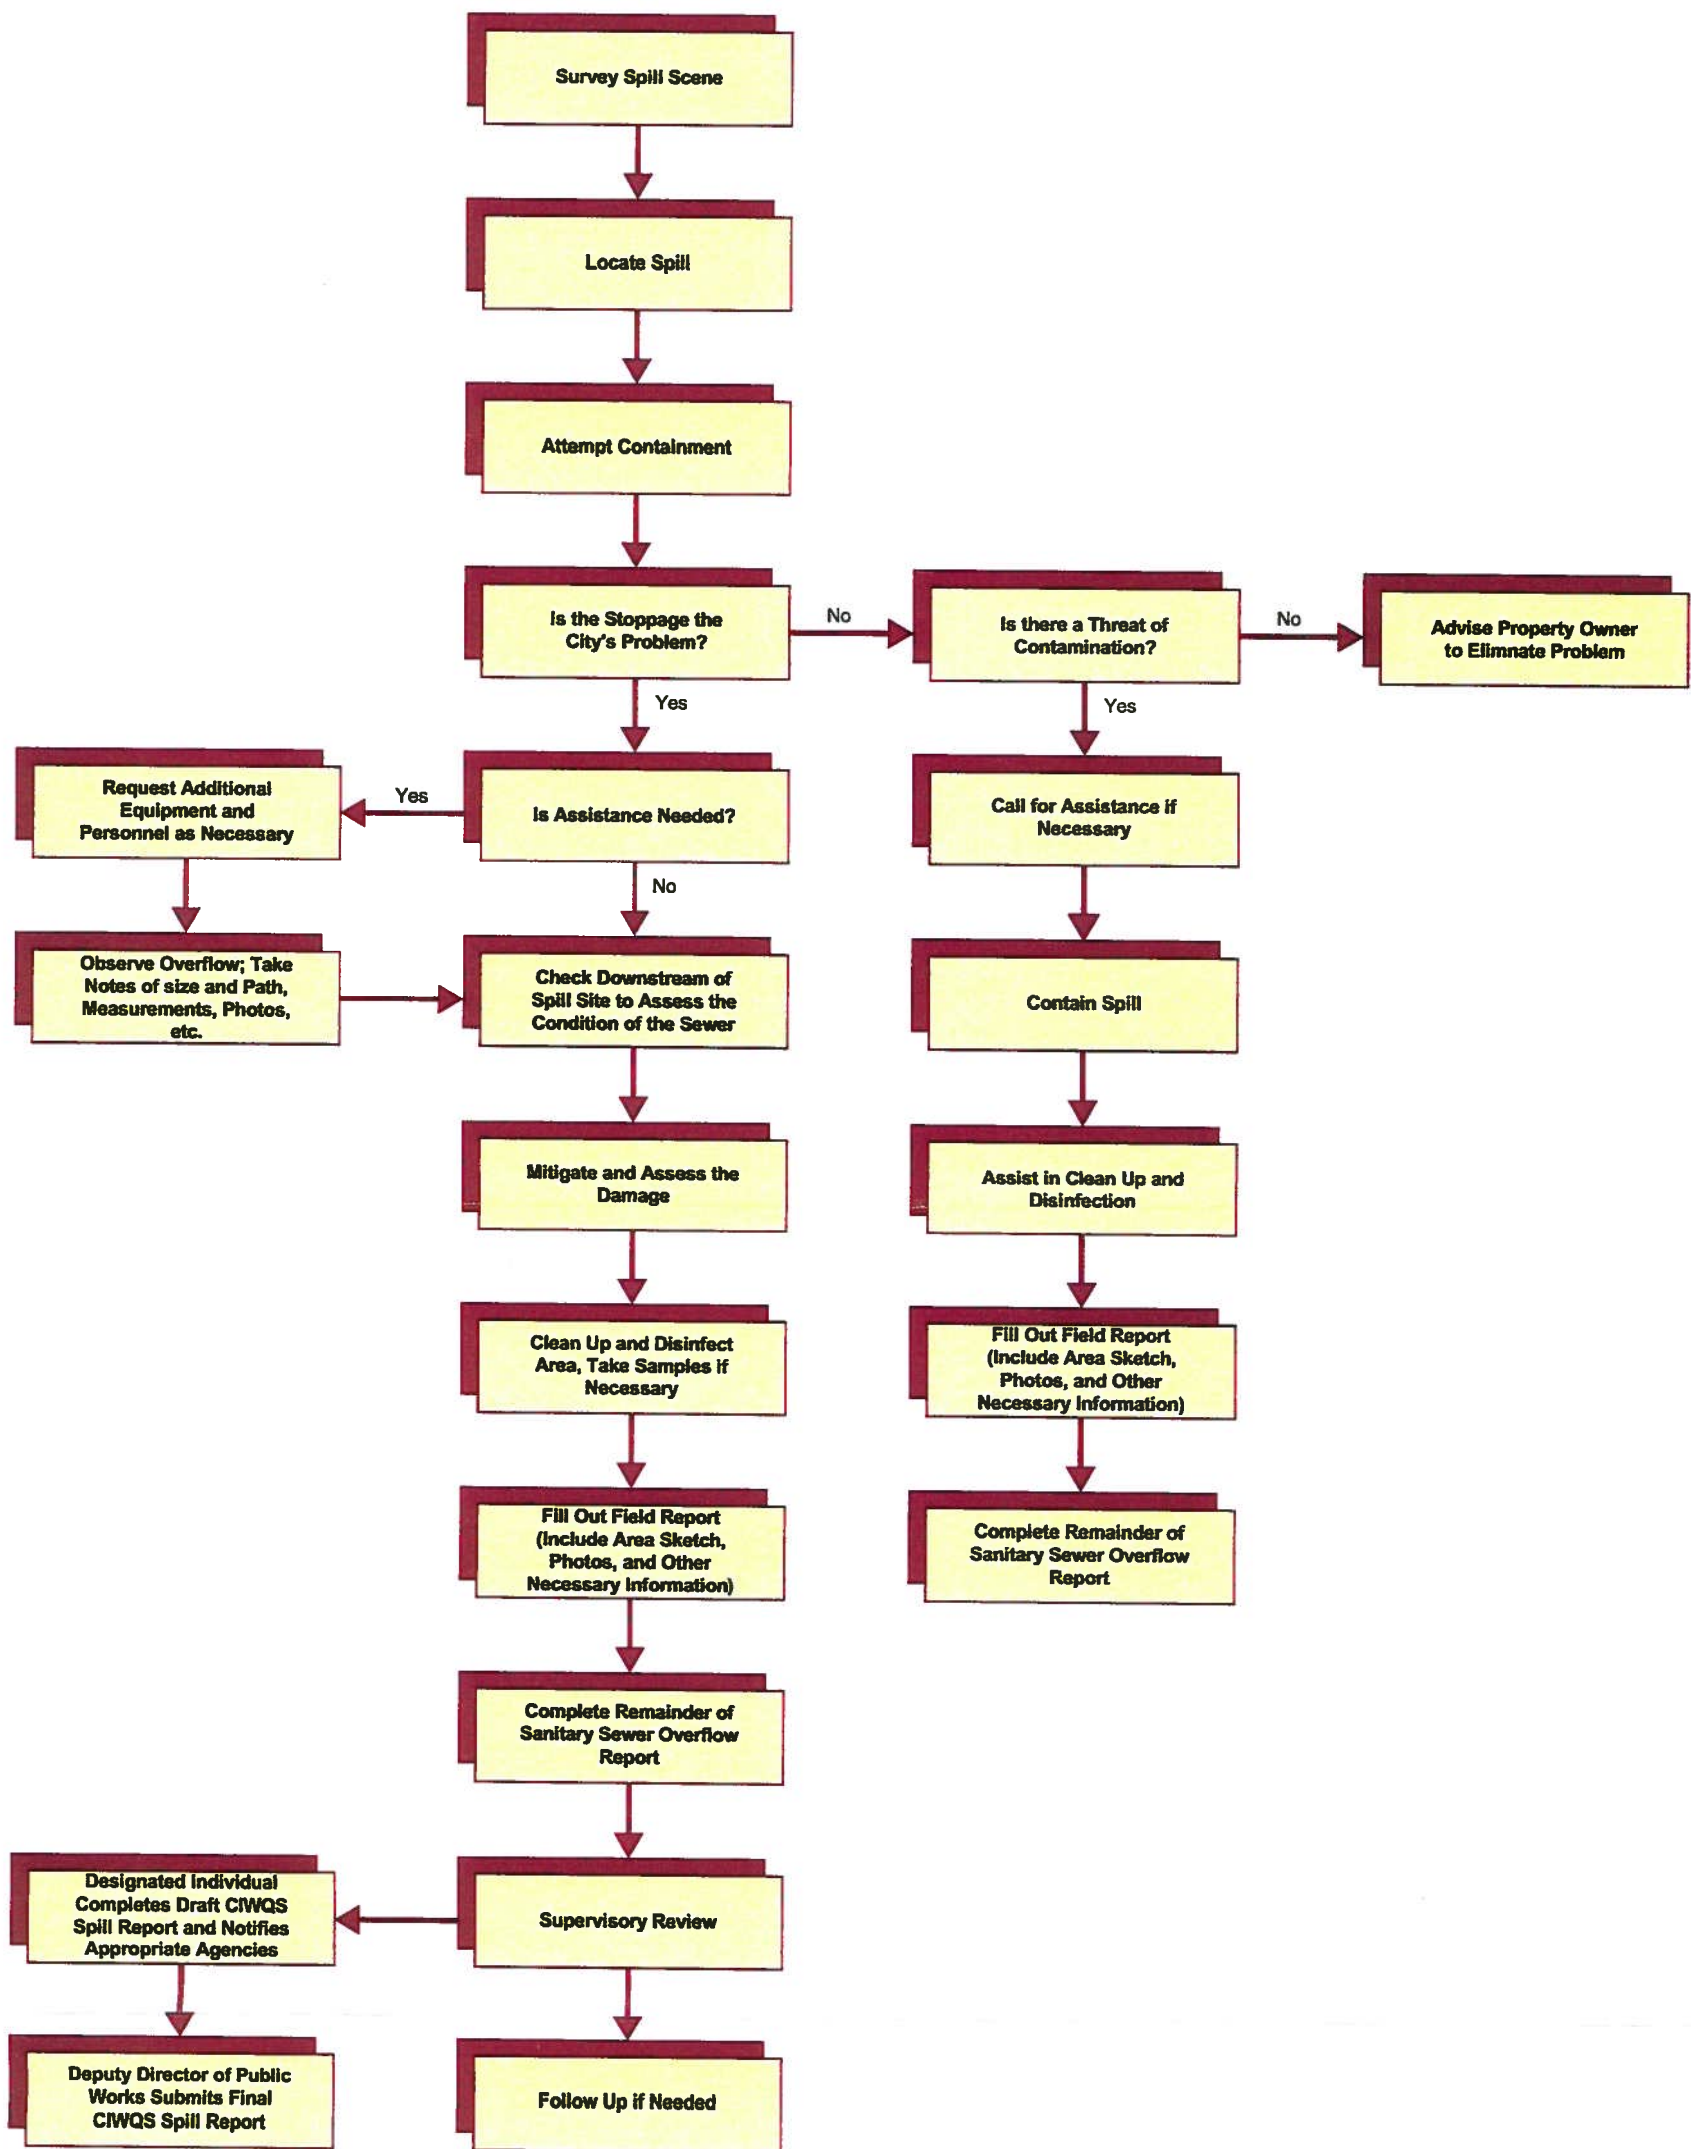 Survey Spill Scene
Locate Spill
Attempt Containment
Is the Stoppage the
City's Problem?
No
Is there a Threat of
Contamination?
No
Advise Property Owner
to Elimnate Problem
Yes
Yes
Request Additional
Equipment and
Personnel as Necessary
Yes
Is Assistance Needed?
Call for Assistance if
Necessary
No
Observe Overflow; Take
Notes of size and Path,
Measurements, Photos,
etc.
Check Downstream of
Spill Site to Assess the
Condition of the Sewer
Contain Spill
Mitigate and Assess the
Damage
Assist in Clean Up and
Disinfection
Clean Up and Disinfect
Area, Take Samples if
Necessary
Fill Out Field Report
(Include Area Sketch,
Photos, and Other
Necessary Information)
Fill Out Field Report
(Include Area Sketch,
Photos, and Other
Necessary Information)
Complete Remainder of
Sanitary Sewer Overflow
Report
Complete Remainder of
Sanitary Sewer Overflow
Report
Designated Individual
Completes Draft CIWQS
Spill Report and Notifies
Appropriate Agencies
Supervisory Review
Deputy Director of Public
Works Submits Final
CIWQS Spill Report
Follow Up if Needed